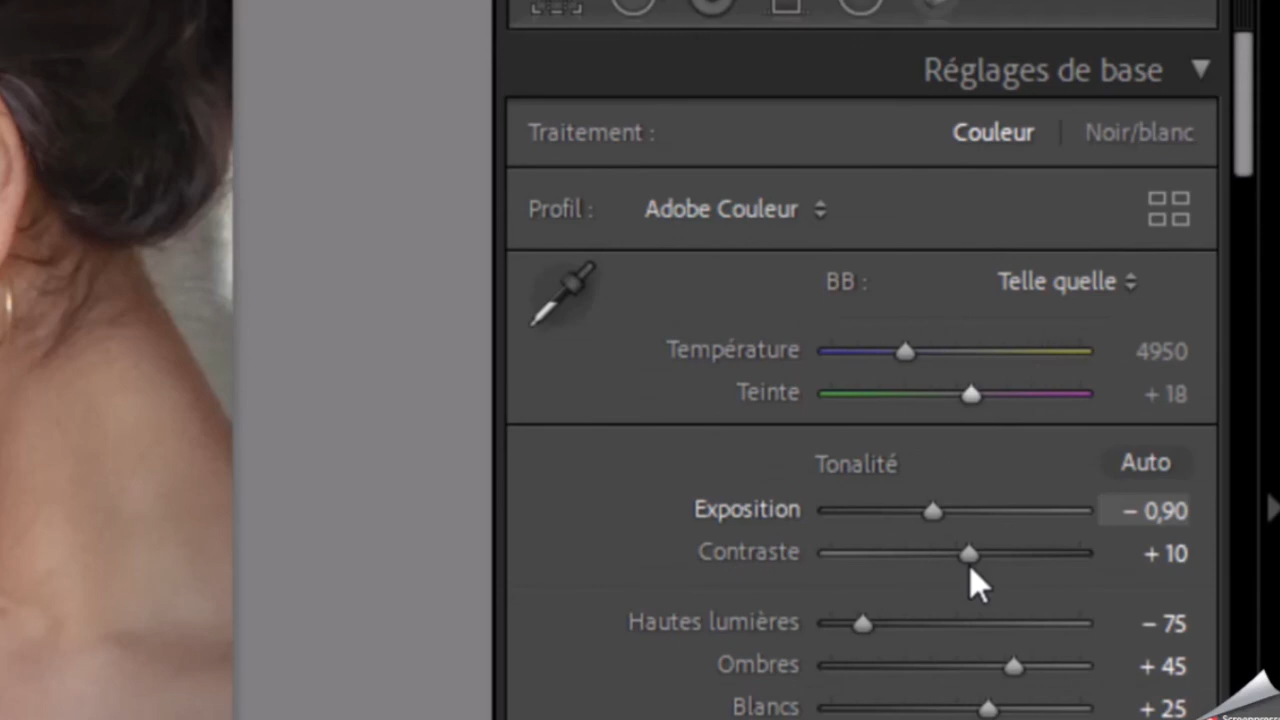 Réglages de base
Traitement : Couleur Noir/blanc
Profil : Adobe Couleur
BB : Telle quelle
Température 4950
Teinte + 18
Tonalité Auto
Exposition – 0,90
Contraste + 10
Hautes lumières – 75
Ombres + 45
Blancs + 25